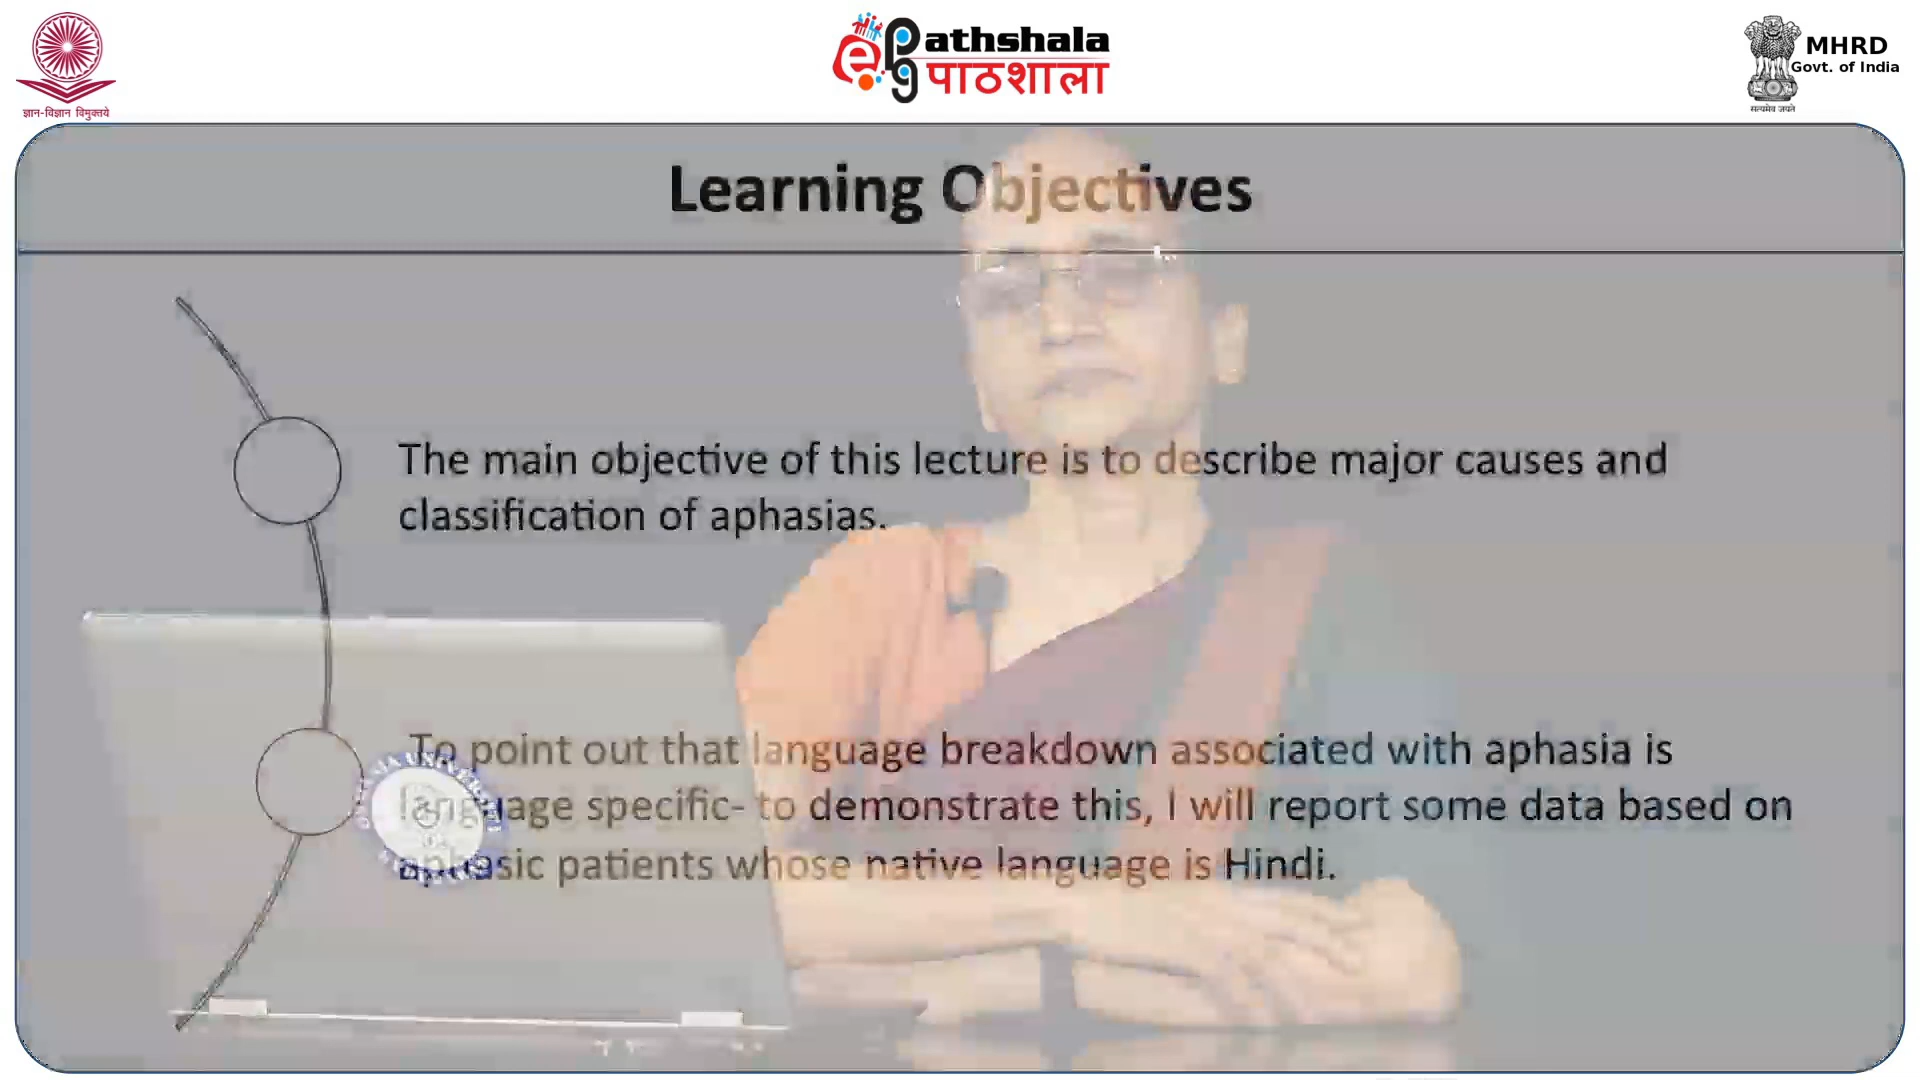 ज्ञान-विज्ञान विमुक्तये
ePG Pathshala
पाठशाला
MHRD
Govt. of India
सत्यमेव जयते
Learning Objectives
The main objective of this lecture is to describe major causes and
classification of aphasias.
To point out that language breakdown associated with aphasia is
language specific- to demonstrate this, I will report some data based on
aphasic patients whose native language is Hindi.